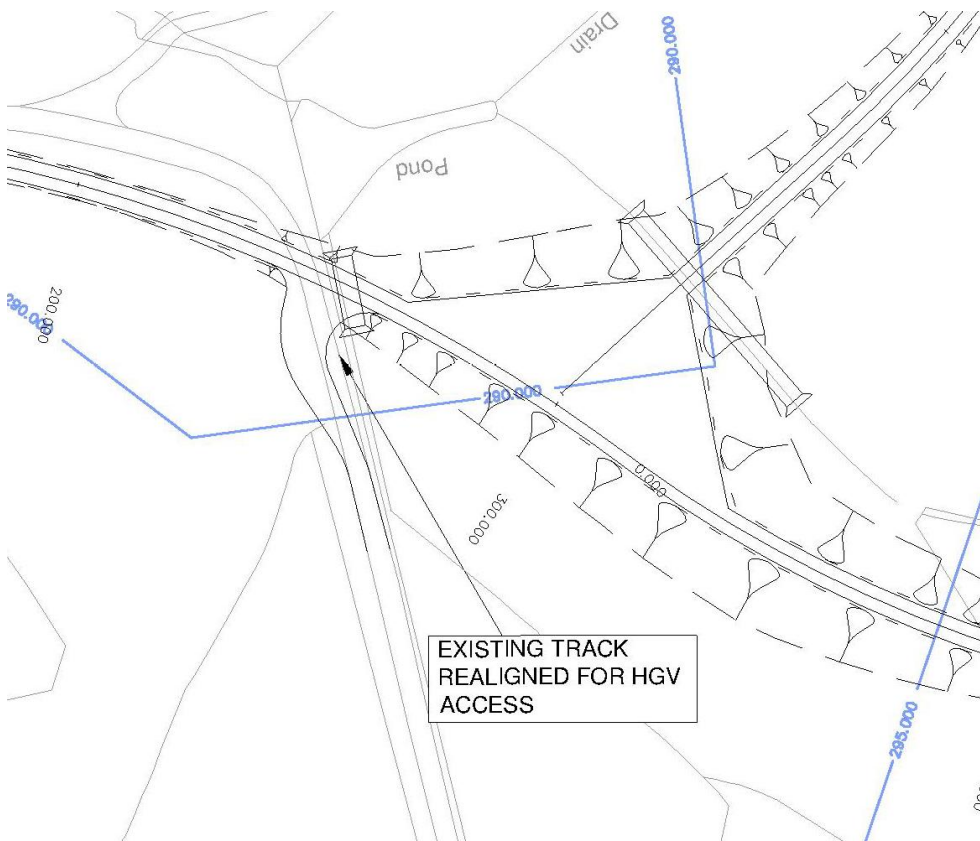 Drain
290.000
Pond
290.000
200.000
290.000
0.000
300.000
EXISTING TRACK
REALIGNED FOR HGV
ACCESS
295.000